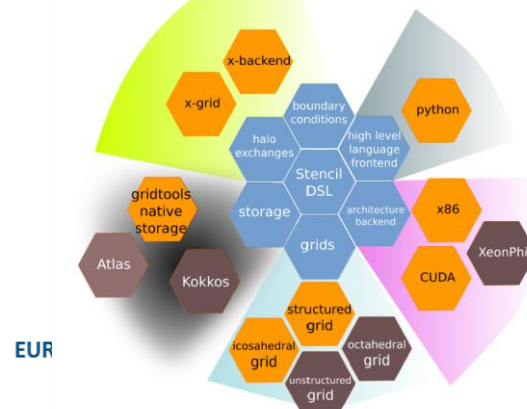 x-backend
x-grid
boundary
conditions
python
halo
exchanges
high level
language
frontend
Stencil
DSL
gridtools
native
storage
storage
architecture
backend
x86
XeonPhi
Atlas
Kokkos
grids
CUDA
structured
grid
icosahedral
grid
octahedral
grid
unstructured
grid
EUR